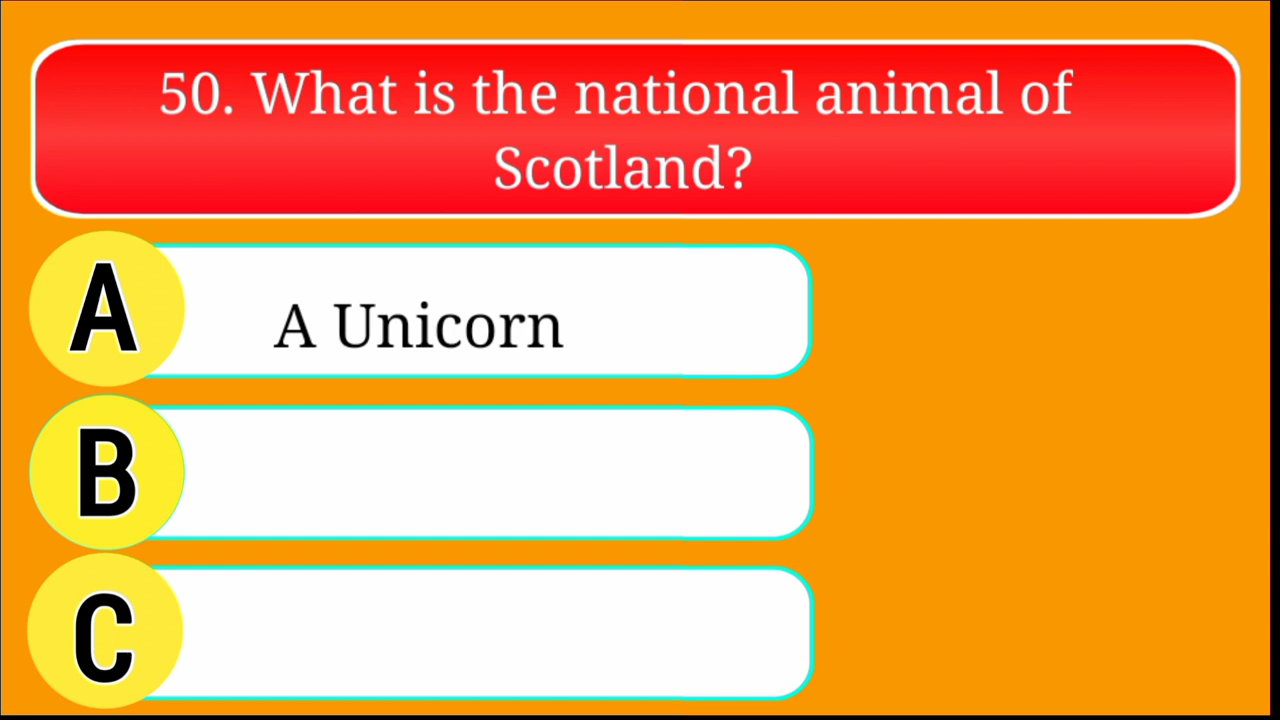 50. What is the national animal of
Scotland?
A
A Unicorn
B
C